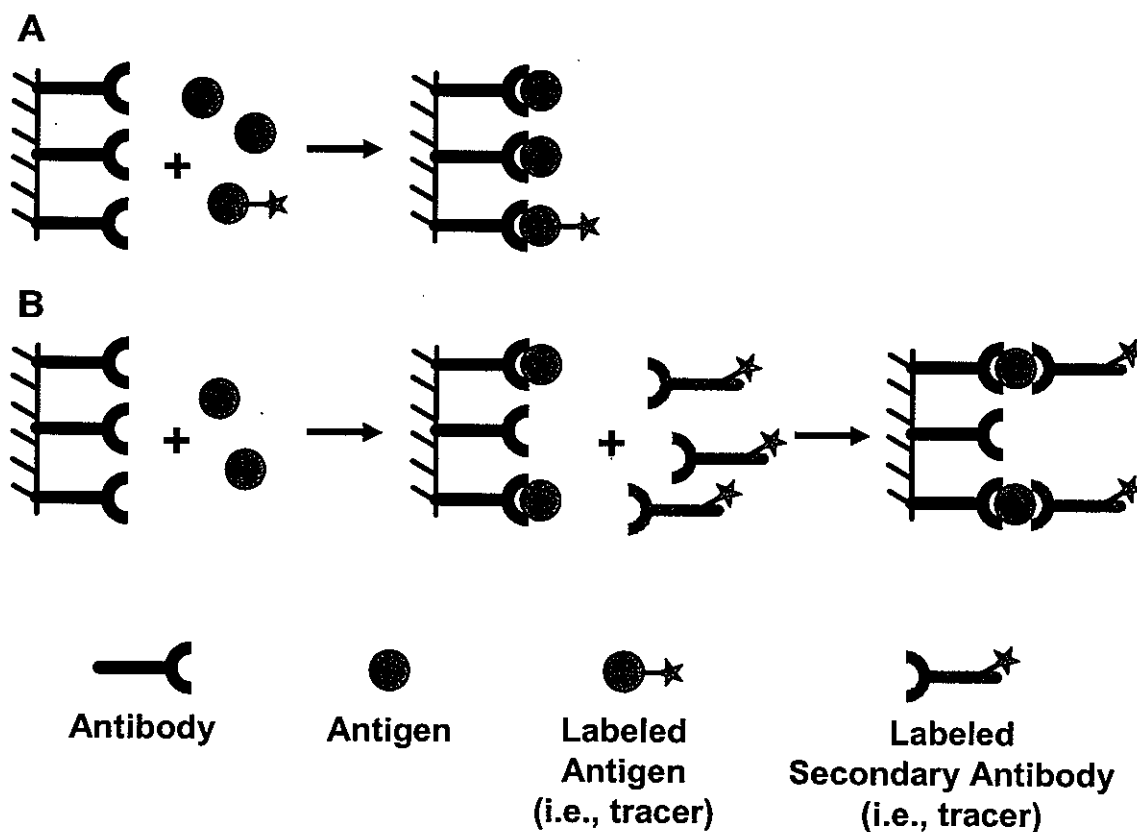 A
+
B
+
+
Antibody
Antigen
Labeled
Antigen
(i.e., tracer)
Labeled
Secondary Antibody
(i.e., tracer)